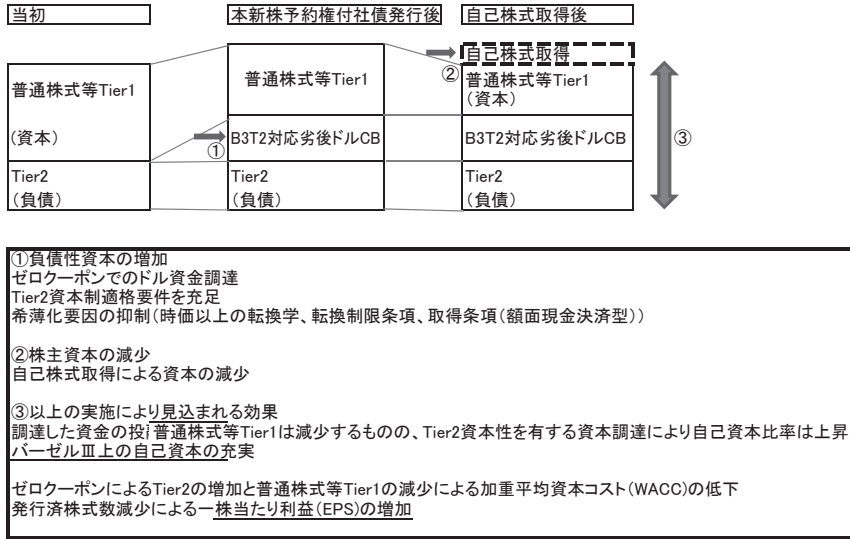 当初
本新株予約権付社債発行後
自己株式取得後
自己株式取得
②
普通株式等Tier1
(資本)
普通株式等Tier1
普通株式等Tier1
(資本)
①
B3T2対応劣後ドルCB
B3T2対応劣後ドルCB
③
Tier2
(負債)
Tier2
(負債)
Tier2
(負債)
①負債性資本の増加
ゼロクーポンでのドル資金調達
Tier2資本制適格要件を充足
希薄化要因の抑制(時価以上の転換学、転換制限条項、取得条項(額面現金決済型))
②株主資本の減少
自己株式取得による資本の減少
③以上の実施により見込まれる効果
調達した資金の投 普通株式等Tier1は減少するものの、Tier2資本性を有する資本調達により自己資本比率は上昇
バーゼルⅢ上の自己資本の充実
ゼロクーポンによるTier2の増加と普通株式等Tier1の減少による加重平均資本コスト(WACC)の低下
発行済株式数減少による一株当たり利益(EPS)の増加